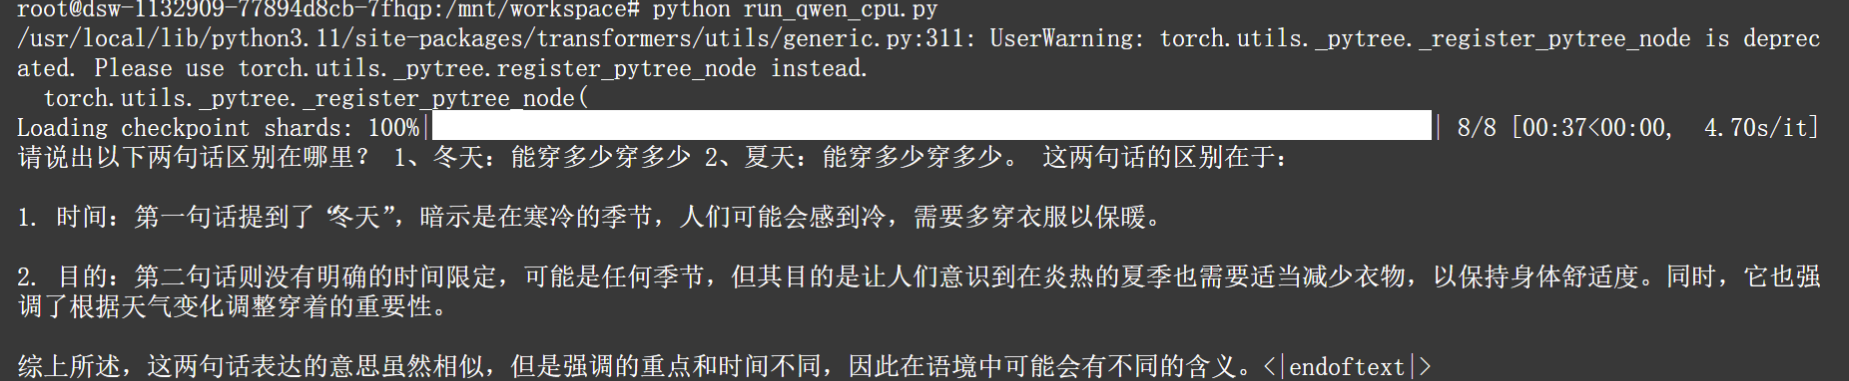 root@dsw-1132909-77894d8cb-7fhqp:/mnt/workspace# python run_qwen_cpu.py
/usr/local/lib/python3.11/site-packages/transformers/utils/generic.py:311: UserWarning: torch.utils._pytree._register_pytree_node is deprec
ated. Please use torch.utils._pytree.register_pytree_node instead.
  torch.utils._pytree._register_pytree_node(
Loading checkpoint shards: 100%|██████████| 8/8 [00:37<00:00,  4.70s/it]
请说出以下两句话区别在哪里？ 1、冬天：能穿多少穿多少 2、夏天：能穿多少穿多少。 这两句话的区别在于：
1. 时间：第一句话提到了“冬天”，暗示是在寒冷的季节，人们可能会感到冷，需要多穿衣服以保暖。
2. 目的：第二句话则没有明确的时间限定，可能是任何季节，但其目的是让人们意识到在炎热的夏季也需要适当减少衣物，以保持身体舒适度。同时，它也强
调了根据天气变化调整穿着的重要性。
综上所述，这两句话表达的意思虽然相似，但是强调的重点和时间不同，因此在语境中可能会有不同的含义。<|endoftext|>